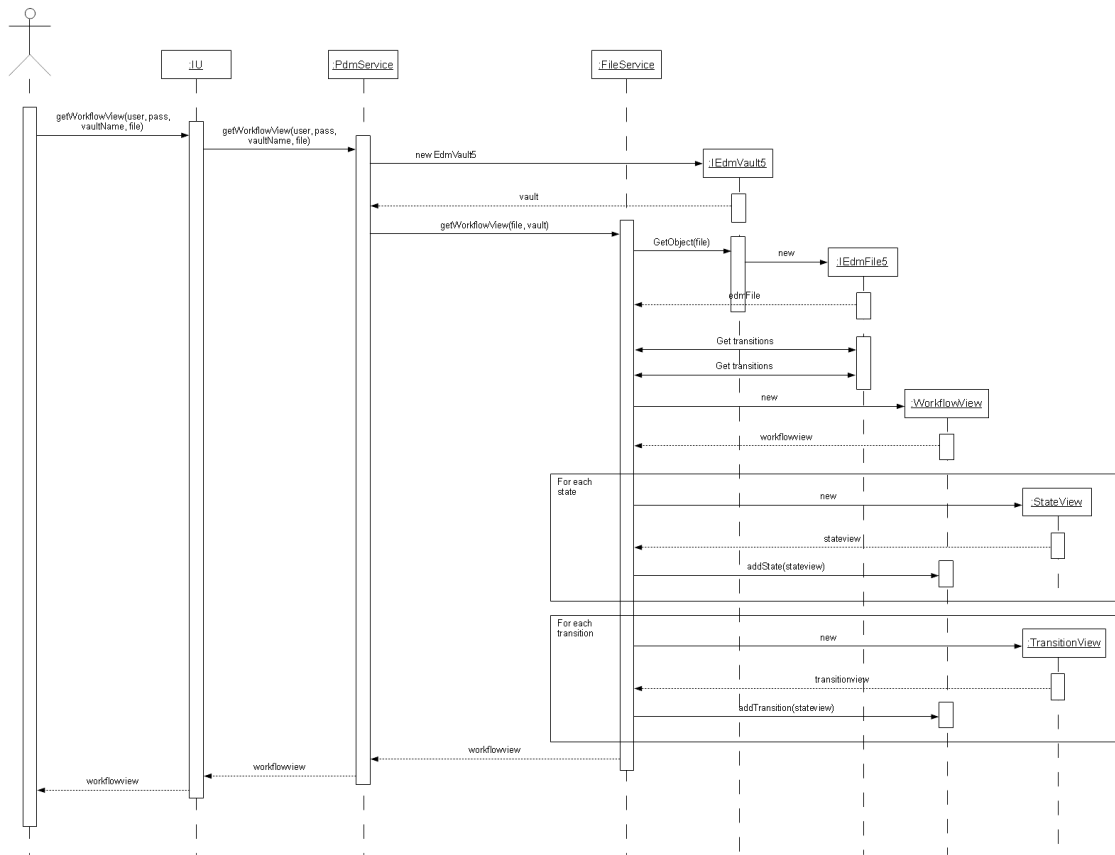 :IU
:PdmService
:FileService
getWorkflowView(user, pass,
vaultName, file)
getWorkflowView(user, pass,
vaultName, file)
new EdmVault5
:IEdmVault5
vault
getWorkflowView(file, vault)
GetObject(file)
new
:IEdmFile5
edmFile
Get transitions
Get transitions
new
:WorkflowView
workflowview
For each
state
new
:StateView
stateview
addState(stateview)
For each
transition
new
:TransitionView
transitionview
addTransition(stateview)
workflowview
workflowview
workflowview